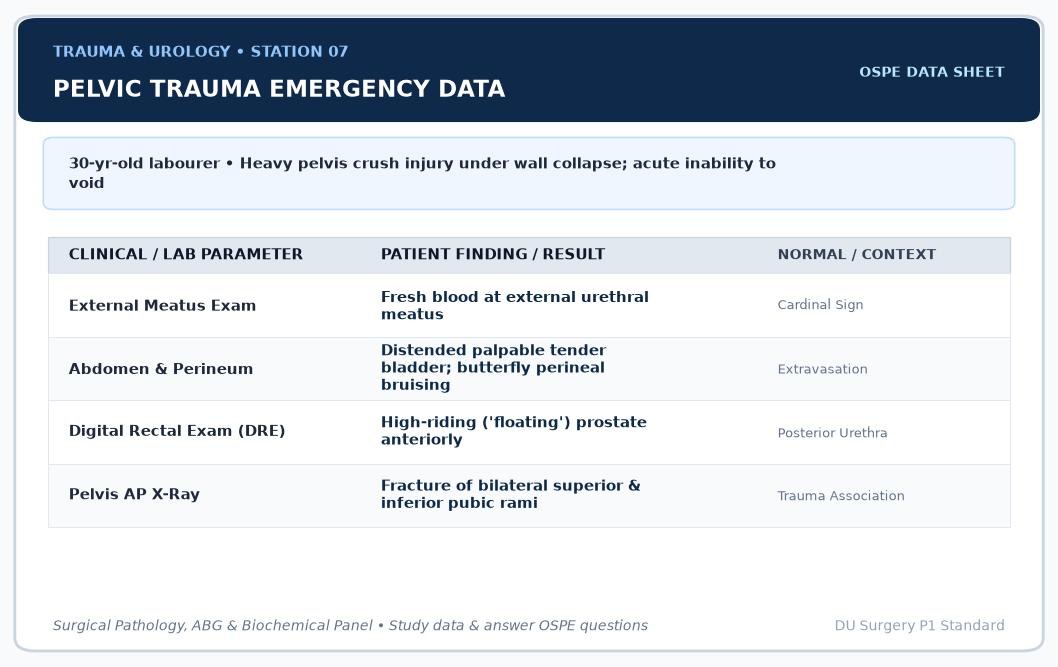 TRAUMA & UROLOGY • STATION 07
PELVIC TRAUMA EMERGENCY DATA
OSPE DATA SHEET
30-yr-old labourer • Heavy pelvis crush injury under wall collapse; acute inability to
void
CLINICAL / LAB PARAMETER
PATIENT FINDING / RESULT
NORMAL / CONTEXT
External Meatus Exam
Fresh blood at external urethral
meatus
Cardinal Sign
Abdomen & Perineum
Distended palpable tender
bladder; butterfly perineal
bruising
Extravasation
Digital Rectal Exam (DRE)
High-riding ('floating') prostate
anteriorly
Posterior Urethra
Pelvis AP X-Ray
Fracture of bilateral superior &
inferior pubic rami
Trauma Association
Surgical Pathology, ABG & Biochemical Panel • Study data & answer OSPE questions
DU Surgery P1 Standard